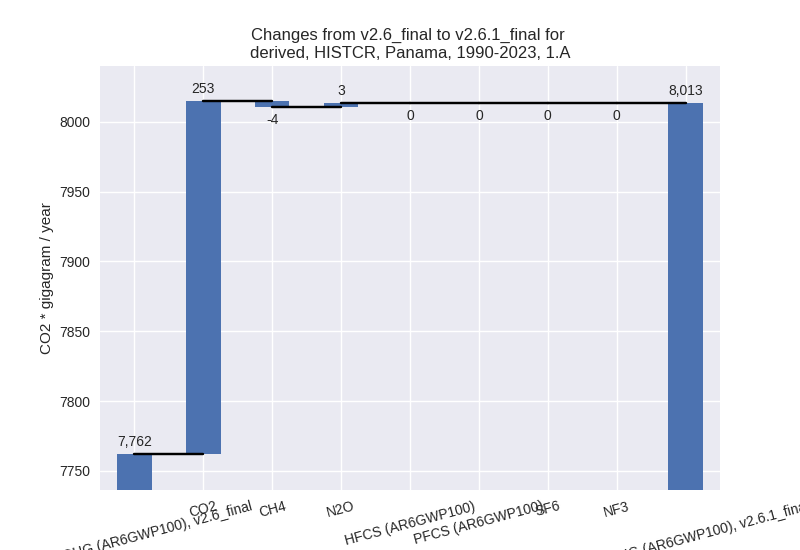 Changes from v2.6_final to v2.6.1_final for
derived, HISTCR, Panama, 1990-2023, 1.A
253
3
8,013
8000
-4
0
0
0
0
7950
7900
CO2 * gigagram / year
7850
7800
7,762
7750
CO2
CH4
N2O
HFCS (AR6GWP100)
PFCS (AR6GWP100)
SF6
NF3
(AR6GWP100), v2.6_final
(AR6GWP100), v2.6.1